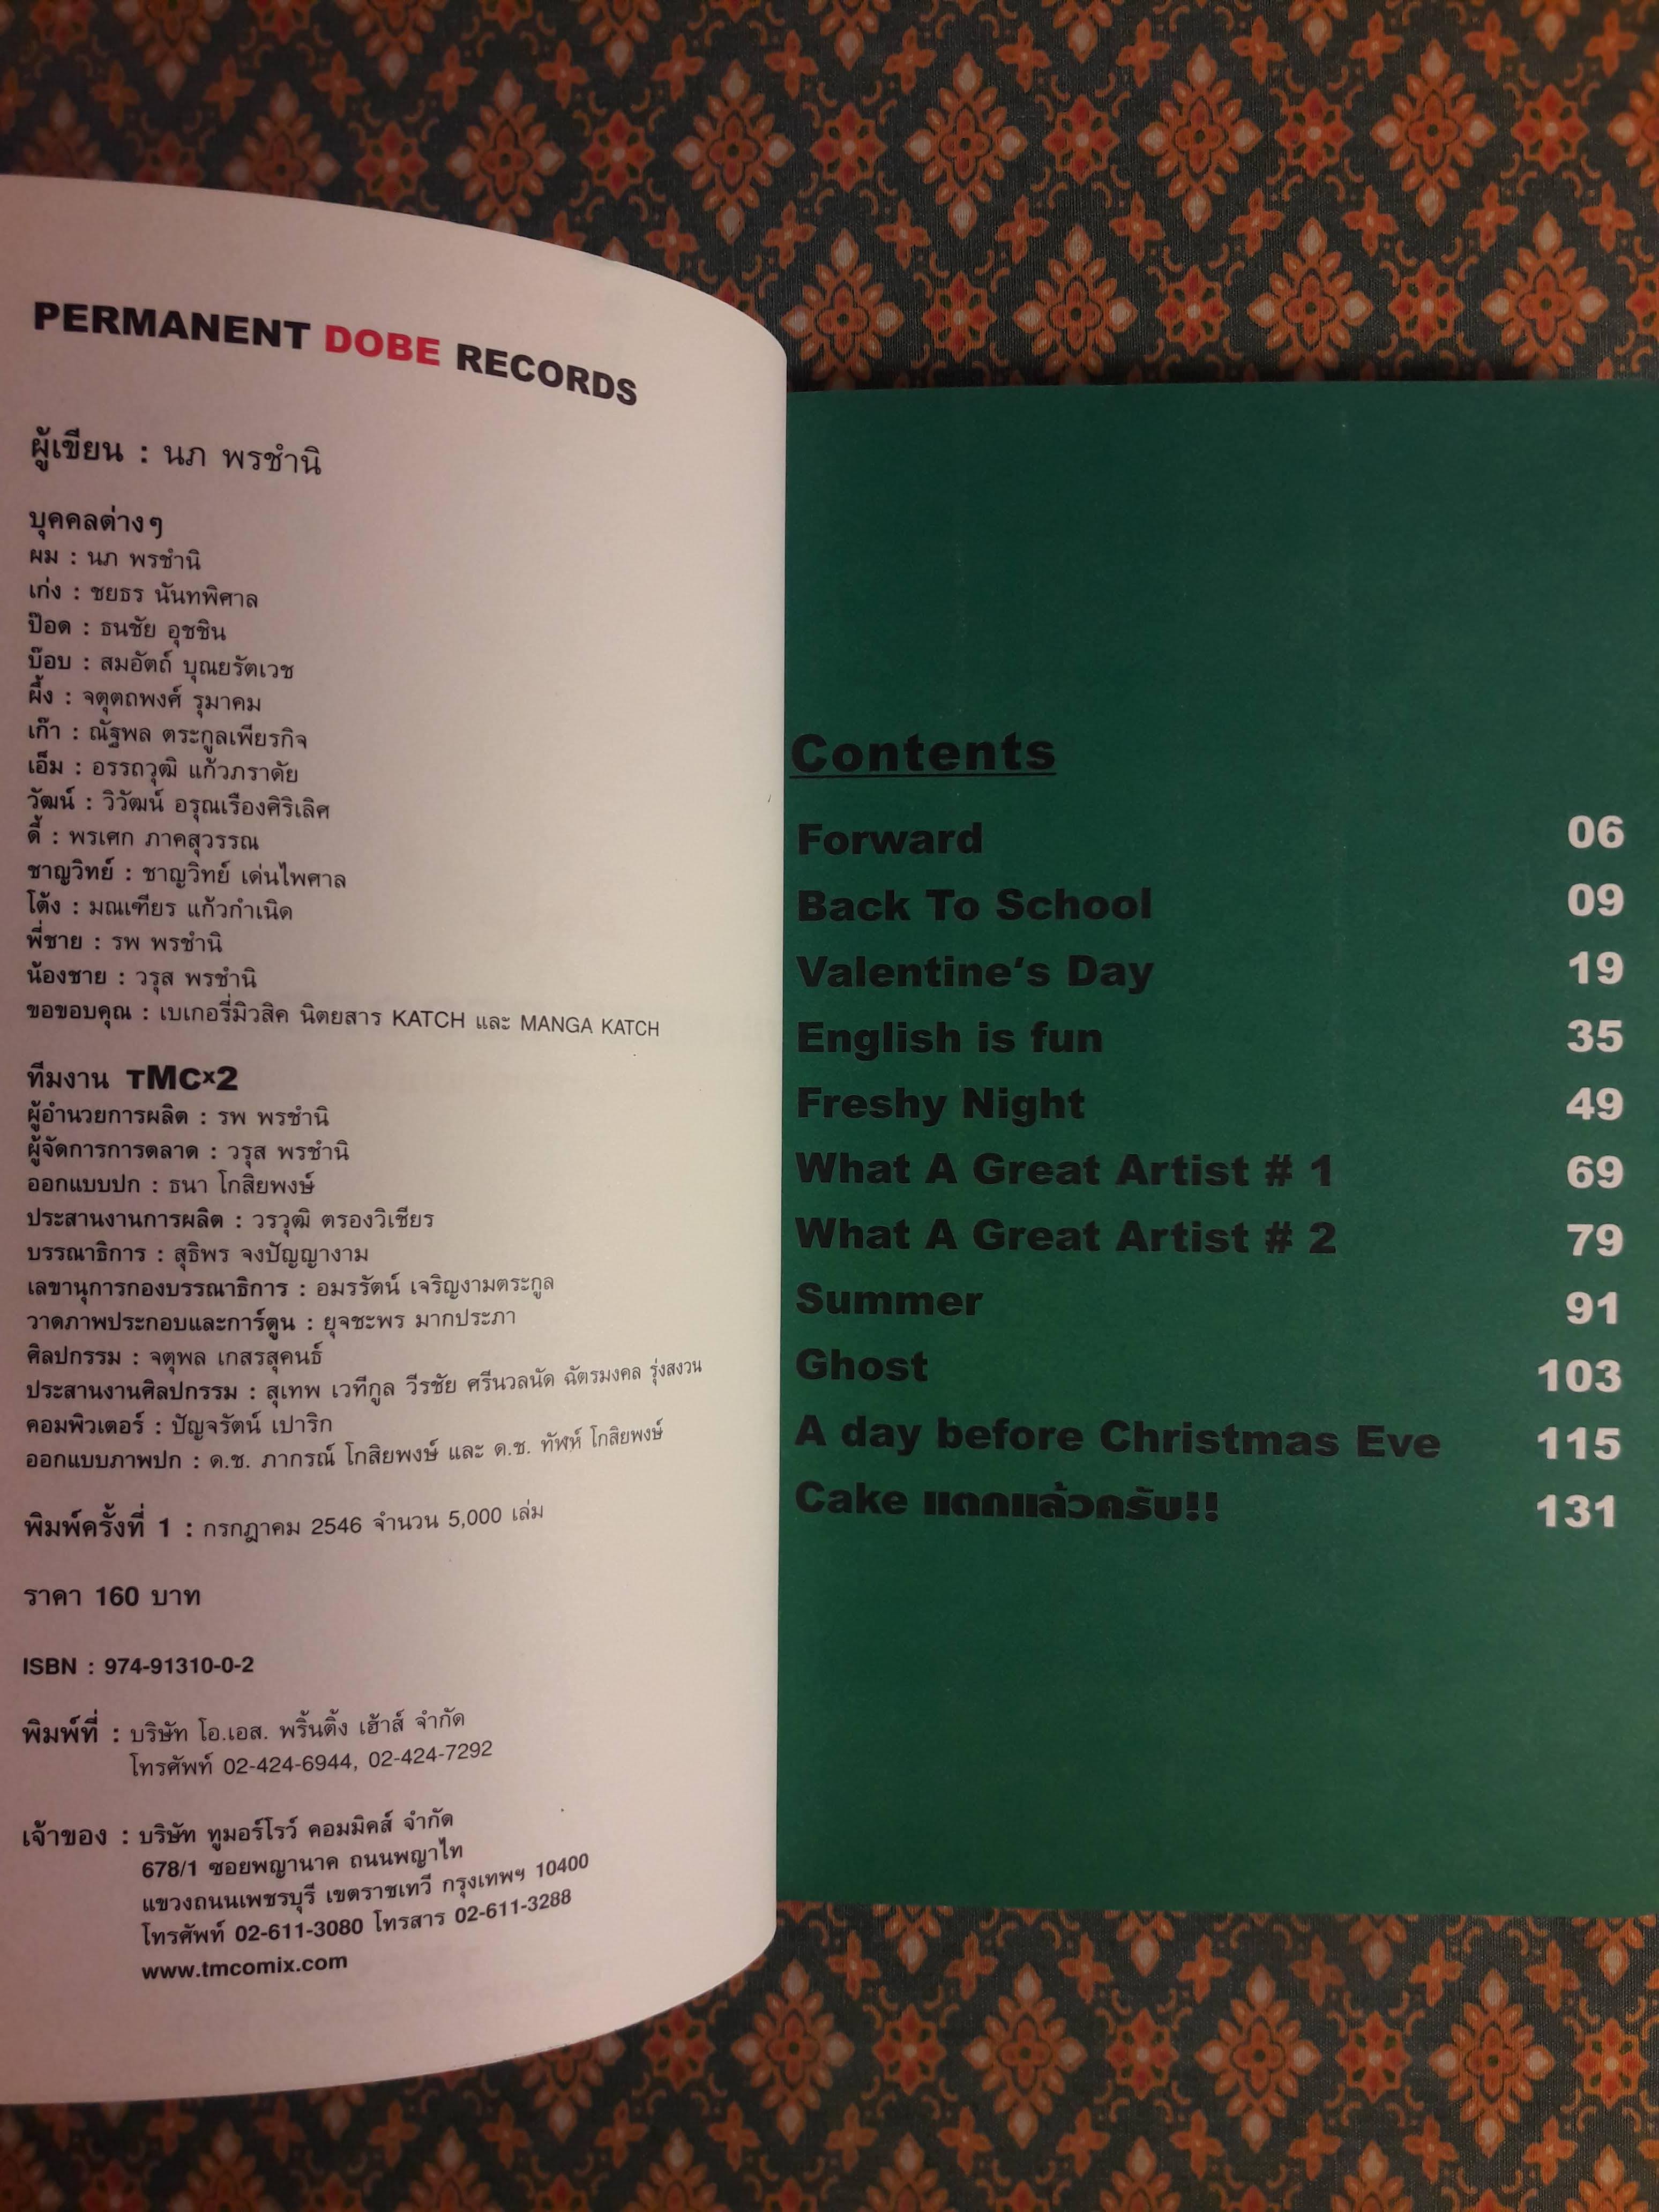 PERMANENT DOBE RECORDS
ผู้เขียน : นภ พรชำนิ
บุคคลต่างๆ
ผม : นภ พรชำนิ
เก่ง : ชยธร นันทพิศาล
ป๊อด : ธนชัย อุชชิน
บ๊อบ : สมอัตถ์ บุณยรัตเวช
ผึ้ง : จตุตถพงศ์ รุมาคม
เก๊า : ณัฐพล ตระกูลเพียรกิจ
เอ็ม : อรรถวุฒิ แก้วภราดัย
วัฒน์ : วิวัฒน์ อรุณเรืองศิริเลิศ
ดี้ : พรเศก ภาคสุวรรณ
ชาญวิทย์ : ชาญวิทย์ เด่นไพศาล
โต้ง : มณเฑียร แก้วกำเนิด
พี่ชาย : รพ พรชำนิ
น้องชาย : วรุส พรชำนิ
ขอขอบคุณ : เบเกอรี่มิวสิค นิตยสาร KATCH และ MANGA KATCH
ทีมงาน TMCx2
ผู้อำนวยการผลิต : รพ พรชำนิ
ผู้จัดการการตลาด : วรุส พรชำนิ
ออกแบบปก : ธนา โกสิยพงษ์
ประสานงานการผลิต : วรวุฒิ ตรองวิเชียร
บรรณาธิการ : สุธิพร จงปัญญางาม
เลขานุการกองบรรณาธิการ : อมรรัตน์ เจริญงามตระกูล
วาดภาพประกอบและการ์ตูน : ยุจชะพร มากประภา
ศิลปกรรม : จตุพล เกสรสุคนธ์
ประสานงานศิลปกรรม : สุเทพ เวทีกูล วีรชัย ศรีนวลนัด ฉัตรมงคล รุ่งสงวน
คอมพิวเตอร์ : ปัญจรัตน์ เปาริก
ออกแบบภาพปก : ด.ช. ภากรณ์ โกสิยพงษ์ และ ด.ช. ทัฬห์ โกสิยพงษ์
พิมพ์ครั้งที่ 1 : กรกฎาคม 2546 จำนวน 5,000 เล่ม
ราคา 160 บาท
ISBN : 974-91310-0-2
พิมพ์ที่ : บริษัท โอ.เอส. พริ้นติ้ง เฮ้าส์ จำกัด
โทรศัพท์ 02-424-6944, 02-424-7292
เจ้าของ : บริษัท ทูมอร์โรว์ คอมมิคส์ จำกัด
678/1 ซอยพญานาค ถนนพญาไท
แขวงถนนเพชรบุรี เขตราชเทวี กรุงเทพฯ 10400
โทรศัพท์ 02-611-3080 โทรสาร 02-611-3288
www.tmcomix.com
Contents
Forward 06
Back To School 09
Valentine's Day 19
English is fun 35
Freshy Night 49
What A Great Artist # 1 69
What A Great Artist # 2 79
Summer 91
Ghost 103
A day before Christmas Eve 115
Cake แตกแล้วครับ!! 131